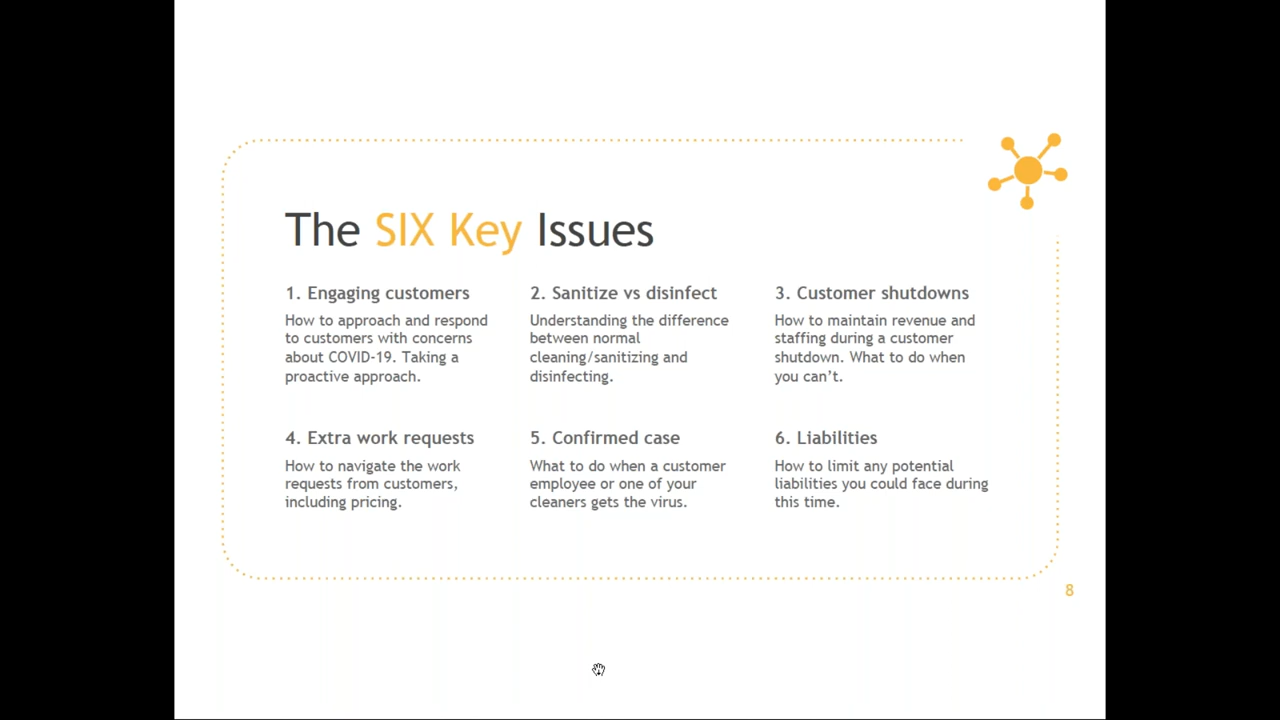 The SIX Key Issues
1. Engaging customers
How to approach and respond
to customers with concerns
about COVID-19. Taking a
proactive approach.
2. Sanitize vs disinfect
Understanding the difference
between normal
cleaning/sanitizing and
disinfecting.
3. Customer shutdowns
How to maintain revenue and
staffing during a customer
shutdown. What to do when
you can’t.
4. Extra work requests
How to navigate the work
requests from customers,
including pricing.
5. Confirmed case
What to do when a customer
employee or one of your
cleaners gets the virus.
6. Liabilities
How to limit any potential
liabilities you could face during
this time.
8